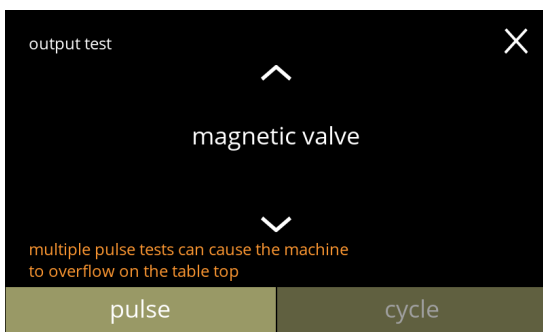 output test
magnetic valve
multiple pulse tests can cause the machine
to overflow on the table top
pulse
cycle